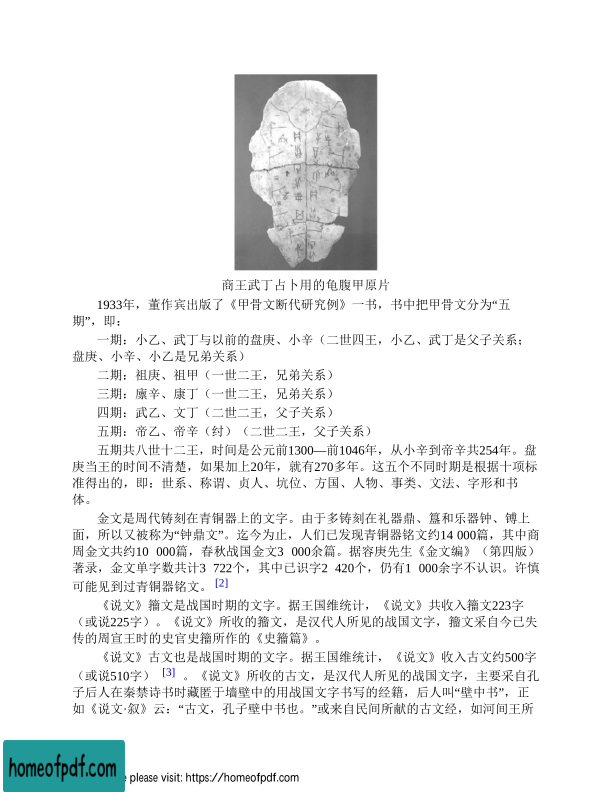 商王武丁占卜用的龟腹甲原片
1933年，董作宾出版了《甲骨文断代研究例》一书，书中把甲骨文分为“五
期”，即：
一期：小乙、武丁与以前的盘庚、小辛（二世四王，小乙、武丁是父子关系；
盘庚、小辛、小乙是兄弟关系）
二期：祖庚、祖甲（一世二王，兄弟关系）
三期：廪辛、康丁（一世二王，兄弟关系）
四期：武乙、文丁（二世二王，父子关系）
五期：帝乙、帝辛（纣）（二世二王，父子关系）
五期共八世十二王，时间是公元前1300—前1046年，从小辛到帝辛共254年。盘
庚当王的时间不清楚，如果加上20年，就有270多年。这五个不同时期是根据十项标
准得出的，即：世系、称谓、贞人、坑位、方国、人物、事类、文法、字形和书
体。
金文是周代铸刻在青铜器上的文字。由于多铸刻在礼器鼎、簋和乐器钟、镈上
面，所以又被称为“钟鼎文”。迄今为止，人们已发现青铜器铭文约14 000篇，其中商
周金文共约10 000篇，春秋战国金文3 000余篇。据容庚先生《金文编》（第四版）
著录，金文单字数共计3 722个，其中已识字2 420个，仍有1 000余字不认识。许慎
可能见到过青铜器铭文。 [2]
《说文》籀文是战国时期的文字。据王国维统计，《说文》共收入籀文223字
（或说225字）。《说文》所收的籀文，是汉代人所见的战国文字，籀文采自今已失
传的周宣王时的史官史籀所作的《史籀篇》。
《说文》古文也是战国时期的文字。据王国维统计，《说文》收入古文约500字
（或说510字） [3] 。《说文》所收的古文，是汉代人所见的战国文字，主要采自孔
子后人在秦禁诗书时藏匿于墙壁中的用战国文字书写的经籍，后人叫“壁中书”，正
如《说文·叙》云：“古文，孔子壁中书也。”或来自民间所献的古文经，如河间王所
homeofpdf.com
e please visit: https://homeofpdf.com